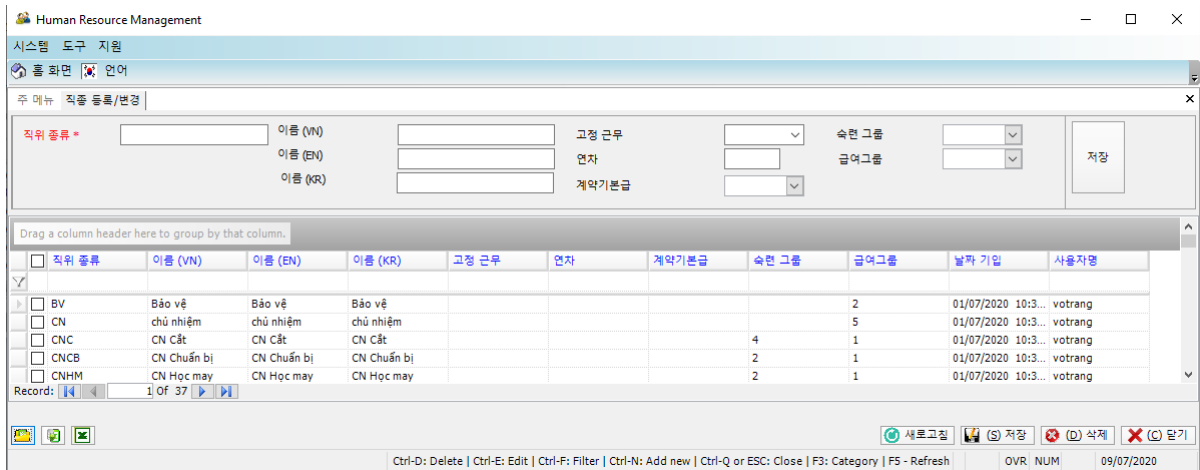 Human Resource Management
시스템 도구 지원
홈 화면 언어
주 메뉴 직종 등록/변경
직위 종류 * 이름 (VN) 고정 근무 숙련 그룹
이름 (EN) 연차 급여그룹 저장
이름 (KR) 계약기본급
Drag a column header here to group by that column.
직위 종류 이름 (VN) 이름 (EN) 이름 (KR) 고정 근무 연차 계약기본급 숙련 그룹 급여그룹 날짜 기입 사용자명
BV Bảo vệ Bảo vệ Bảo vệ 2 01/07/2020 10:3... votrang
CN chủ nhiệm chủ nhiệm chủ nhiệm 5 01/07/2020 10:3... votrang
CNC CN Cắt CN Cắt CN Cắt 4 1 01/07/2020 10:3... votrang
CNCB CN Chuẩn bị CN Chuẩn bị CN Chuẩn bị 2 1 01/07/2020 10:3... votrang
CNHM CN Học may CN Học may CN Học may 2 1 01/07/2020 10:3... votrang
Record: 1 Of 37
새로고침 (S) 저장 (D) 삭제 (C) 닫기
Ctrl-D: Delete | Ctrl-E: Edit | Ctrl-F: Filter | Ctrl-N: Add new | Ctrl-Q or ESC: Close | F3: Category | F5 - Refresh OVR NUM 09/07/2020